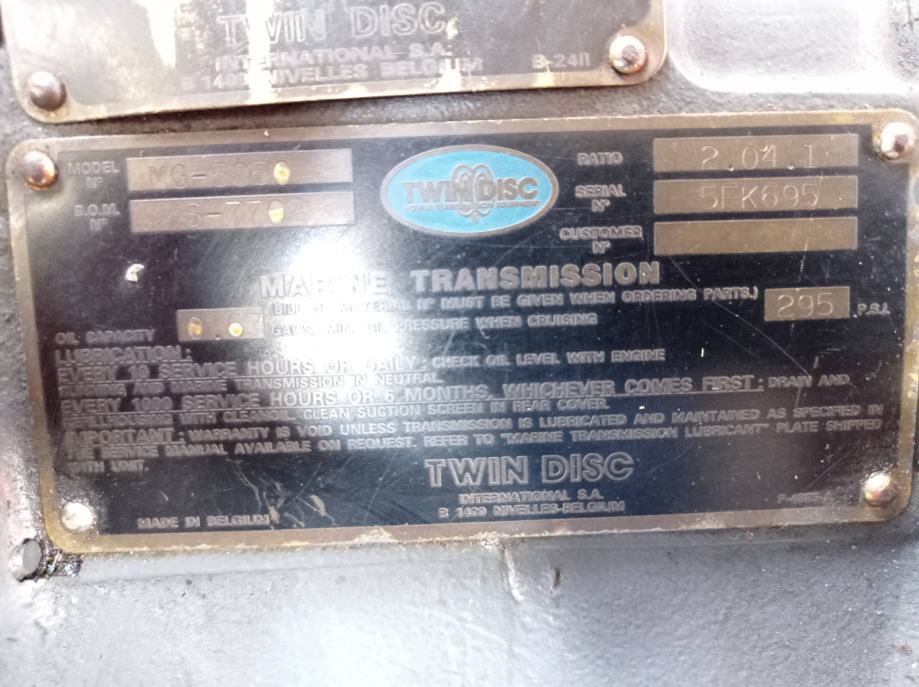 TWIN DISC
INTERNATIONAL S.A.
B 1400 NIVELLES BELGIUM B-2411
MODEL Nº MG-5050
B.O.M. Nº S-7702
TWIN DISC
RATIO 2.04.1
SERIAL Nº 5FK695
CUSTOMER Nº
MARINE TRANSMISSION
(BILL OF MATERIAL Nº MUST BE GIVEN WHEN ORDERING PARTS.)
OIL CAPACITY GALS. MIN. OIL PRESSURE WHEN CRUISING 295 P.S.I.
LUBRICATION:
EVERY 10 SERVICE HOURS OR DAILY: CHECK OIL LEVEL WITH ENGINE
RUNNING AND MARINE TRANSMISSION IN NEUTRAL.
EVERY 1000 SERVICE HOURS OR 6 MONTHS, WHICHEVER COMES FIRST: DRAIN AND
REFILL SUMP WITH CLEAN OIL. CLEAN SUCTION SCREEN IN REAR COVER.
IMPORTANT: WARRANTY IS VOID UNLESS TRANSMISSION IS LUBRICATED AND MAINTAINED AS SPECIFIED IN
THE SERVICE MANUAL AVAILABLE ON REQUEST. REFER TO "MARINE TRANSMISSION LUBRICANT" PLATE SHIPPED
WITH UNIT.
TWIN DISC
INTERNATIONAL S.A.
B 1400 NIVELLES-BELGIUM
MADE IN BELGIUM